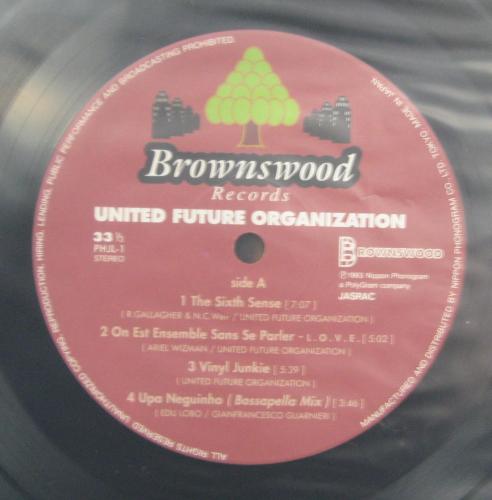 Brownswood
Records
UNITED FUTURE ORGANIZATION
33 ⅓
PHJL-1
STEREO
side A
BROWNSWOOD
℗1993 Nippon Phonogram
a PolyGram company
JASRAC
1 The Sixth Sense [ 7:07 ]
( R.GALLAGHER & N.C.Weir / UNITED FUTURE ORGANIZATION )
2 On Est Ensemble Sans Se Parler - L.O.V.E.[ 5:02 ]
( ARIEL WIZMAN / UNITED FUTURE ORGANIZATION )
3 Vinyl Junkie [ 5:39 ]
( UNITED FUTURE ORGANIZATION )
4 Upa Neguinho ( Bossapella Mix ) [ 3:46 ]
( EDU LOBO / GIANFRANCESCO GUARNIERI )
ALL RIGHTS RESERVED. UNAUTHORIZED COPYING, REPRODUCTION, HIRING, LENDING, PUBLIC PERFORMANCE AND BROADCASTING PROHIBITED.
MANUFACTURED AND DISTRIBUTED BY NIPPON PHONOGRAM CO LTD TOKYO MADE IN JAPAN.